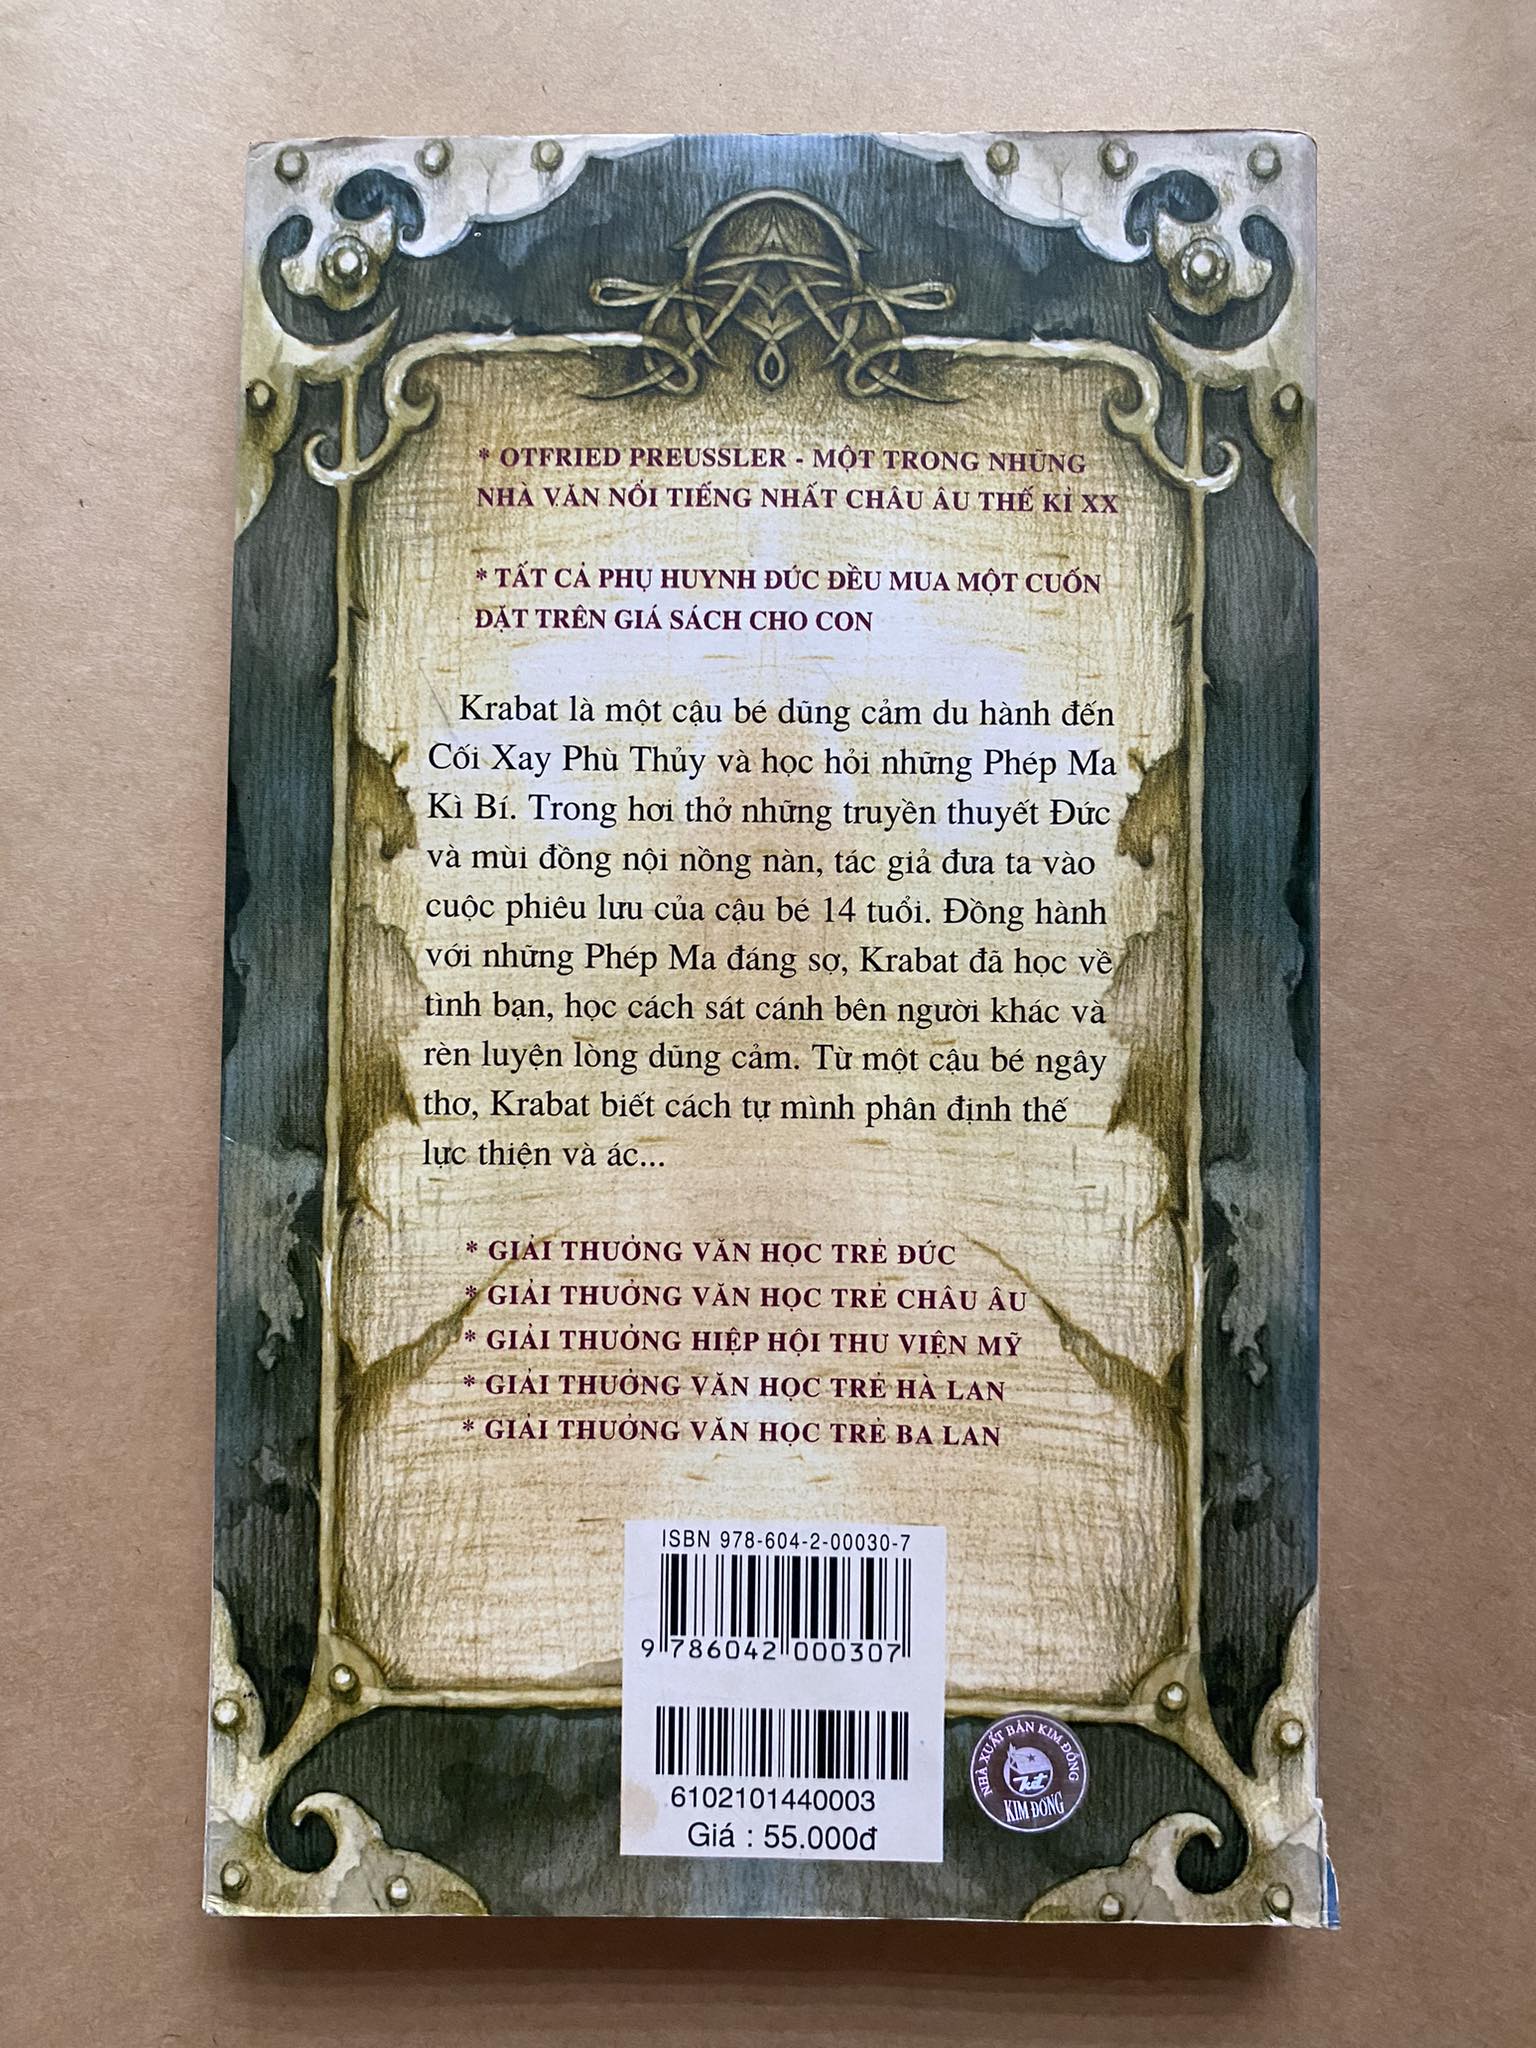 * OTFRIED PREUSSLER - MỘT TRONG NHỮNG
NHÀ VĂN NỔI TIẾNG NHẤT CHÂU ÂU THẾ KỈ XX
* TẤT CẢ PHỤ HUYNH ĐỨC ĐỀU MUA MỘT CUỐN
ĐẶT TRÊN GIÁ SÁCH CHO CON
Krabat là một cậu bé dũng cảm du hành đến
Cối Xay Phù Thủy và học hỏi những Phép Ma
Kì Bí. Trong hơi thở những truyền thuyết Đức
và mùi đồng nội nồng nàn, tác giả đưa ta vào
cuộc phiêu lưu của cậu bé 14 tuổi. Đồng hành
với những Phép Ma đáng sợ, Krabat đã học về
tình bạn, học cách sát cánh bên người khác và
rèn luyện lòng dũng cảm. Từ một cậu bé ngây
thơ, Krabat biết cách tự mình phân định thế
lực thiện và ác...
* GIẢI THƯỞNG VĂN HỌC TRẺ ĐỨC
* GIẢI THƯỞNG VĂN HỌC TRẺ CHÂU ÂU
* GIẢI THƯỞNG HIỆP HỘI THƯ VIỆN MỸ
* GIẢI THƯỞNG VĂN HỌC TRẺ HÀ LAN
* GIẢI THƯỞNG VĂN HỌC TRẺ BA LAN
ISBN 978-604-2-00030-7
9 786042 000307
6102101440003
Giá : 55.000đ
NHÀ XUẤT BẢN KIM ĐỒNG
KIM ĐỒNG